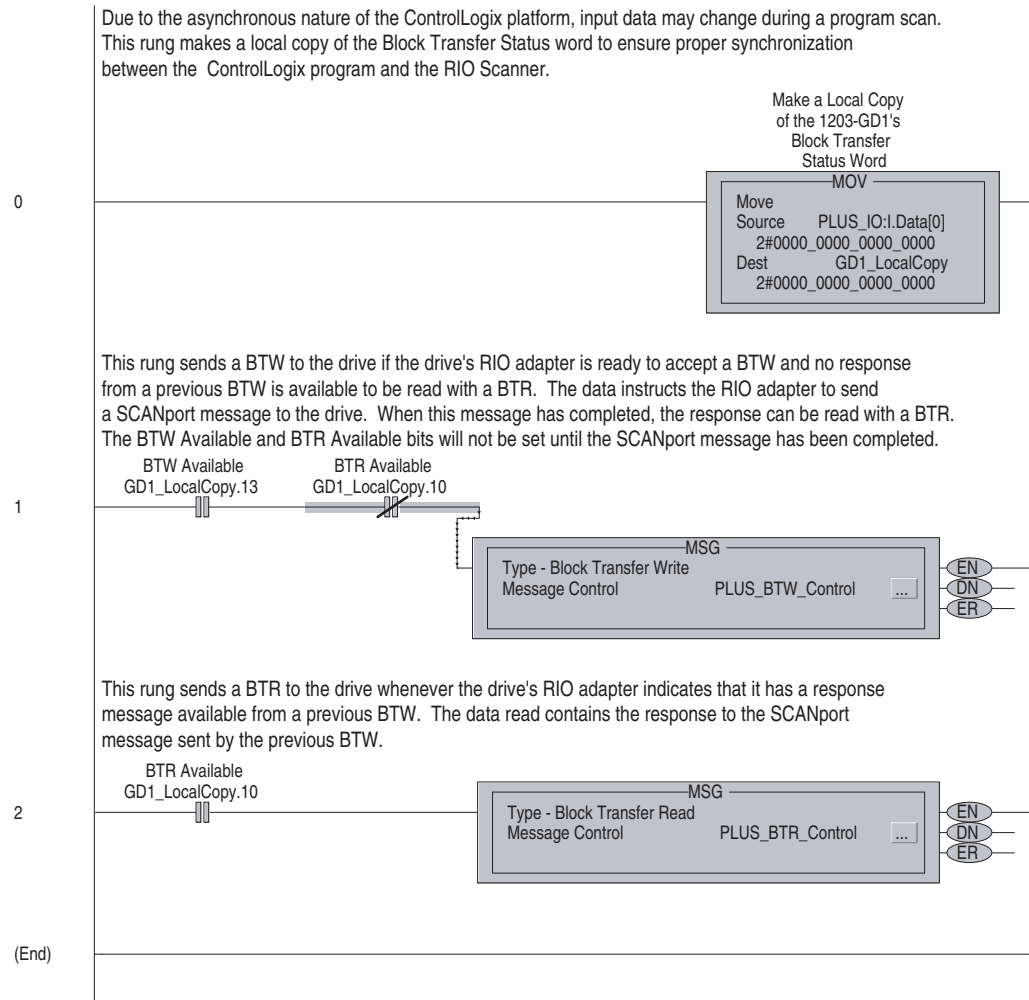 Due to the asynchronous nature of the ControlLogix platform, input data may change during a program scan.
This rung makes a local copy of the Block Transfer Status word to ensure proper synchronization
between the ControlLogix program and the RIO Scanner.
Make a Local Copy
of the 1203-GD1's
Block Transfer
Status Word
0
MOV
Move
Source PLUS_IO:I.Data[0]
2#0000_0000_0000_0000
Dest GD1_LocalCopy
2#0000_0000_0000_0000
This rung sends a BTW to the drive if the drive's RIO adapter is ready to accept a BTW and no response
from a previous BTW is available to be read with a BTR. The data instructs the RIO adapter to send
a SCANport message to the drive. When this message has completed, the response can be read with a BTR.
The BTW Available and BTR Available bits will not be set until the SCANport message has been completed.
BTW Available BTR Available
GD1_LocalCopy.13 GD1_LocalCopy.10
1
MSG
Type - Block Transfer Write
Message Control PLUS_BTW_Control ...
EN
DN
ER
This rung sends a BTR to the drive whenever the drive's RIO adapter indicates that it has a response
message available from a previous BTW. The data read contains the response to the SCANport
message sent by the previous BTW.
BTR Available
GD1_LocalCopy.10
2
MSG
Type - Block Transfer Read
Message Control PLUS_BTR_Control ...
EN
DN
ER
(End)